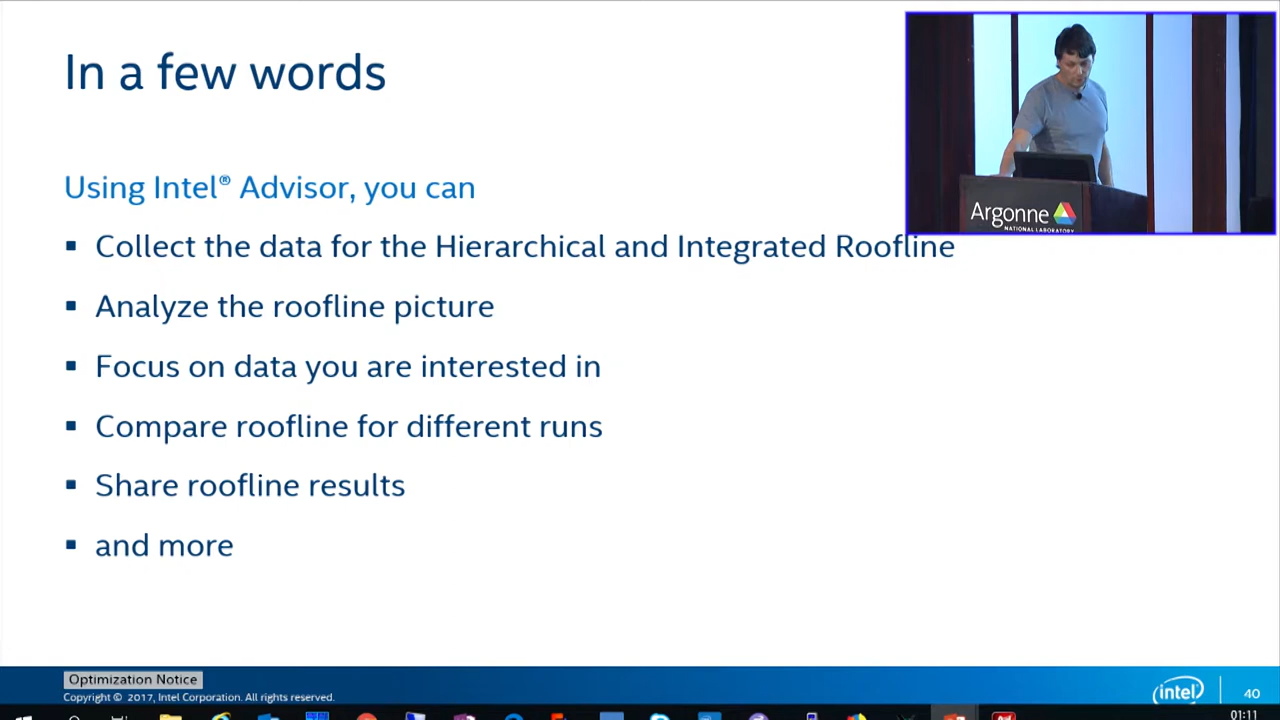 In a few words
Using Intel® Advisor, you can
▪ Collect the data for the Hierarchical and Integrated Roofline
▪ Analyze the roofline picture
▪ Focus on data you are interested in
▪ Compare roofline for different runs
▪ Share roofline results
▪ and more
Argonne
NATIONAL LABORATORY
Optimization Notice
Copyright © 2017, Intel Corporation. All rights reserved.
intel
40
01:11